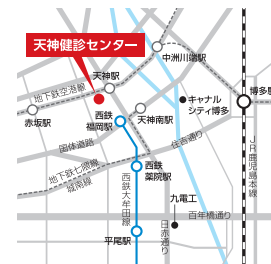 天神健診センター
中洲川端駅
天神駅
地下鉄空港線
キャナル
シティ博多
博多駅
赤坂駅
西鉄
福岡駅
天神南駅
国体道路
住吉通り
地下鉄七隈線
城南線
西鉄
薬院駅
西鉄大牟田線
JR鹿児島本線
九電工
百年橋通り
日赤通り
平尾駅